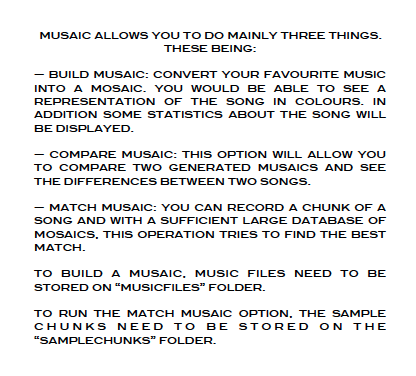 MUSAIC ALLOWS YOU TO DO MAINLY THREE THINGS.
THESE BEING:
— BUILD MUSAIC: CONVERT YOUR FAVOURITE MUSIC
INTO A MOSAIC. YOU WOULD BE ABLE TO SEE A
REPRESENTATION OF THE SONG IN COLOURS. IN
ADDITION SOME STATISTICS ABOUT THE SONG WILL
BE DISPLAYED.
— COMPARE MUSAIC: THIS OPTION WILL ALLOW YOU
TO COMPARE TWO GENERATED MUSAICS AND SEE
THE DIFFERENCES BETWEEN TWO SONGS.
— MATCH MUSAIC: YOU CAN RECORD A CHUNK OF A
SONG AND WITH A SUFFICIENT LARGE DATABASE OF
MOSAICS, THIS OPERATION TRIES TO FIND THE BEST
MATCH.
TO BUILD A MUSAIC, MUSIC FILES NEED TO BE
STORED ON “MUSICFILES” FOLDER.
TO RUN THE MATCH MUSAIC OPTION, THE SAMPLE
CHUNKS NEED TO BE STORED ON THE
“SAMPLECHUNKS” FOLDER.